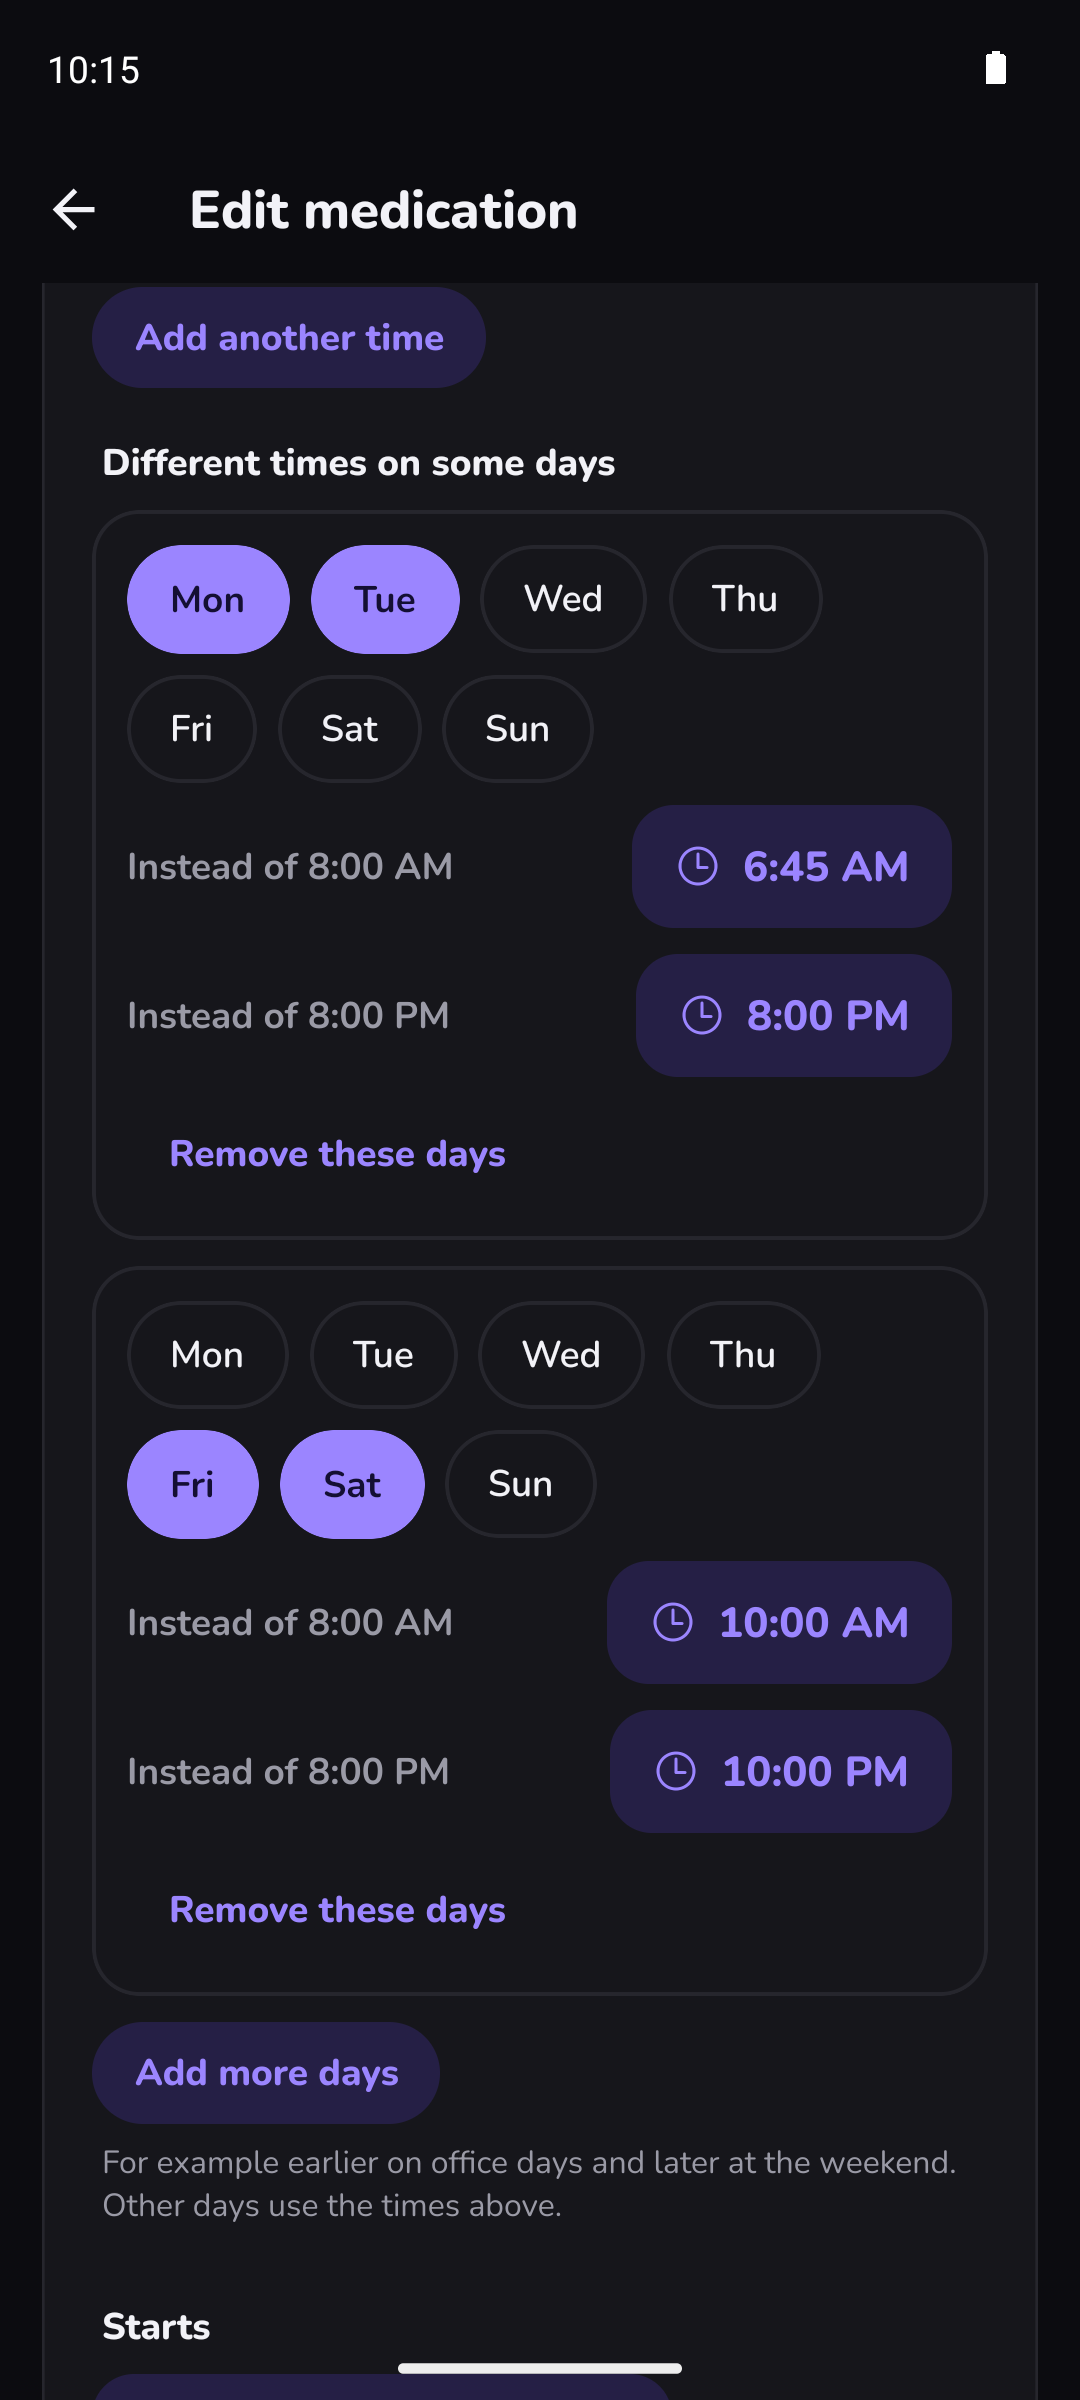 10:15
Edit medication
Add another time
Different times on some days
Mon Tue Wed Thu
Fri Sat Sun
Instead of 8:00 AM 6:45 AM
Instead of 8:00 PM 8:00 PM
Remove these days
Mon Tue Wed Thu
Fri Sat Sun
Instead of 8:00 AM 10:00 AM
Instead of 8:00 PM 10:00 PM
Remove these days
Add more days
For example earlier on office days and later at the weekend.
Other days use the times above.
Starts